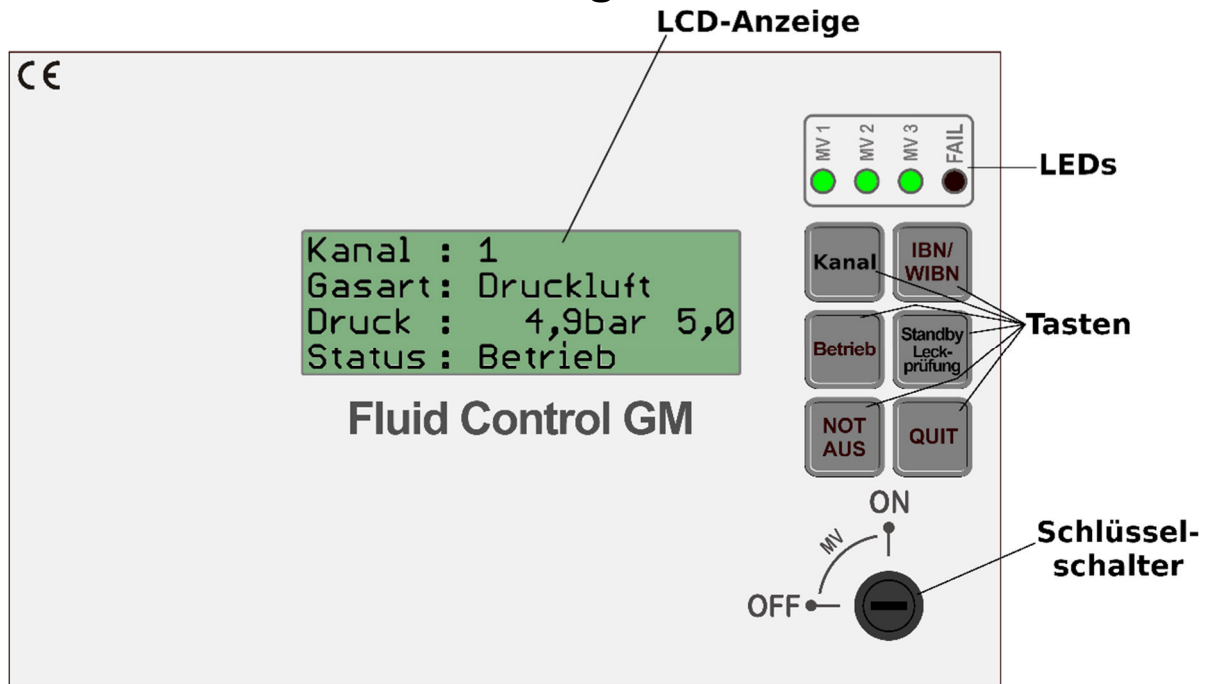 LCD-Anzeige
CE
MV 1
MV 2
MV 3
FAIL
LEDs
Kanal : 1
Gasart: Druckluft
Druck : 4,9bar 5,0
Status: Betrieb
Fluid Control GM
Kanal
IBN/
WIBN
Betrieb
Standby
Leck-
prüfung
Tasten
NOT
AUS
QUIT
ON
MV
OFF
Schlüssel-
schalter